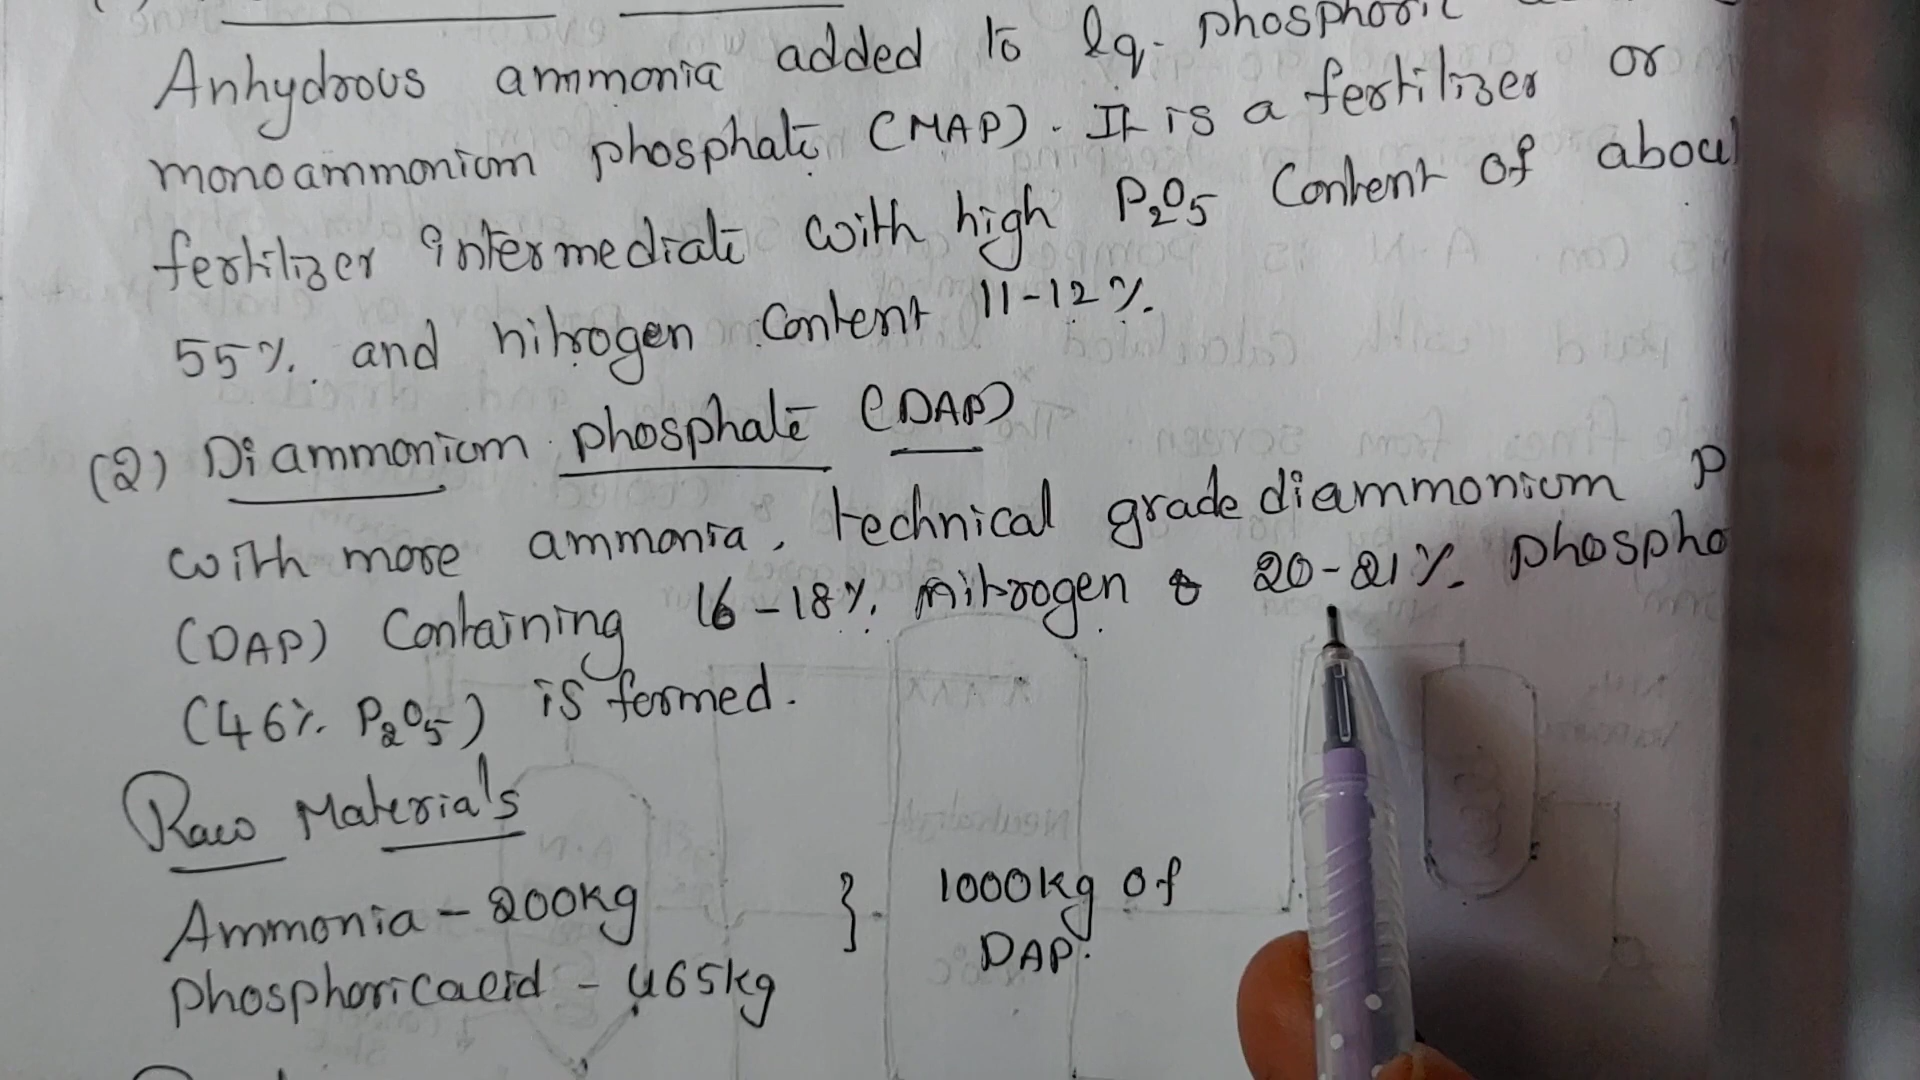 Anhydrous ammonia added to lq. phosphoric
monoammonium phosphate (MAP). It is a fertilizer or
fertilizer intermediate with high P2O5 content of about
55% and nitrogen content 11-12%.
(2) Diammonium phosphate (DAP)
with more ammonia, technical grade diammonium P
(DAP) containing 16-18% nitrogen & 20-21% phospho
(46% P2O5) is formed.
Raw Materials
Ammonia - 200kg } 1000kg of
phosphoricacid - 465kg DAP.